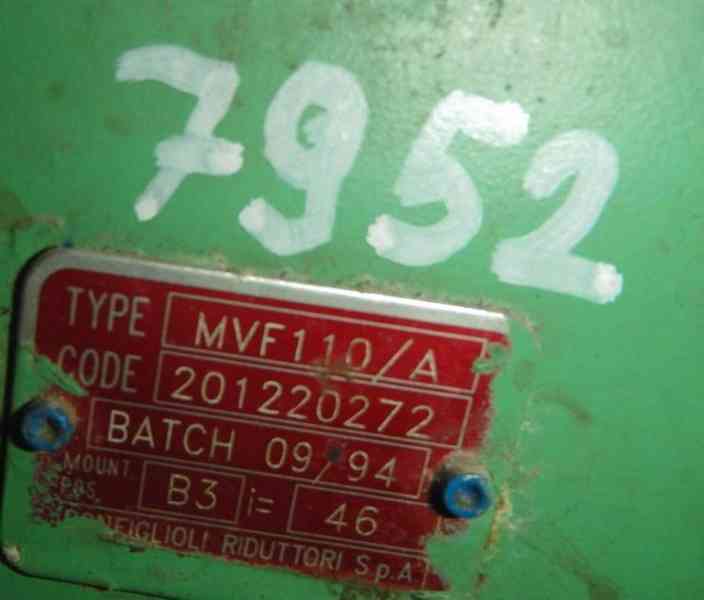 7952
TYPE MVF110/A
CODE 201220272
BATCH 09/94
MOUNT. POS. B3 i= 46
BONFIGLIOLI RIDUTTORI S.p.A